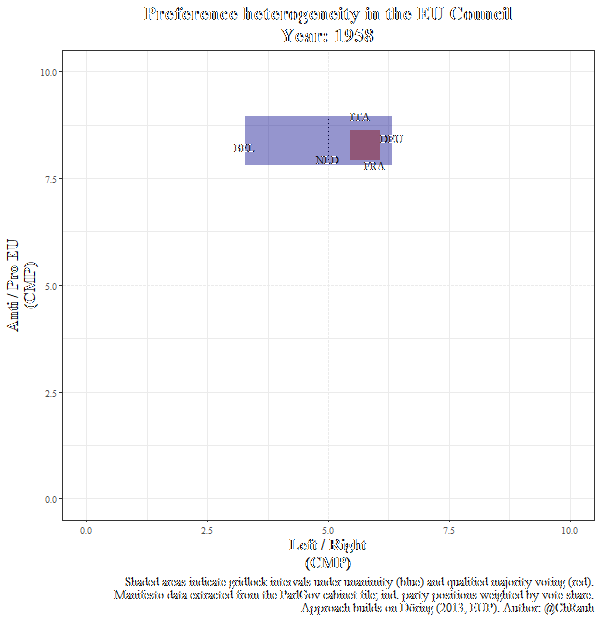 Preference heterogeneity in the EU Council
Year: 1958
10.0
ITA
DEU
BEL
NED
FRA
7.5
Anti / Pro EU
(CMP)
5.0
2.5
0.0
0.0 2.5 5.0 7.5 10.0
Left / Right
(CMP)
Shaded areas indicate gridlock intervals under unanimity (blue) and qualified majority voting (red).
Manifesto data extracted from the ParlGov cabinet file; ind. party positions weighted by vote share.
Approach builds on Döring (2013, EUP). Author: @ChRauh